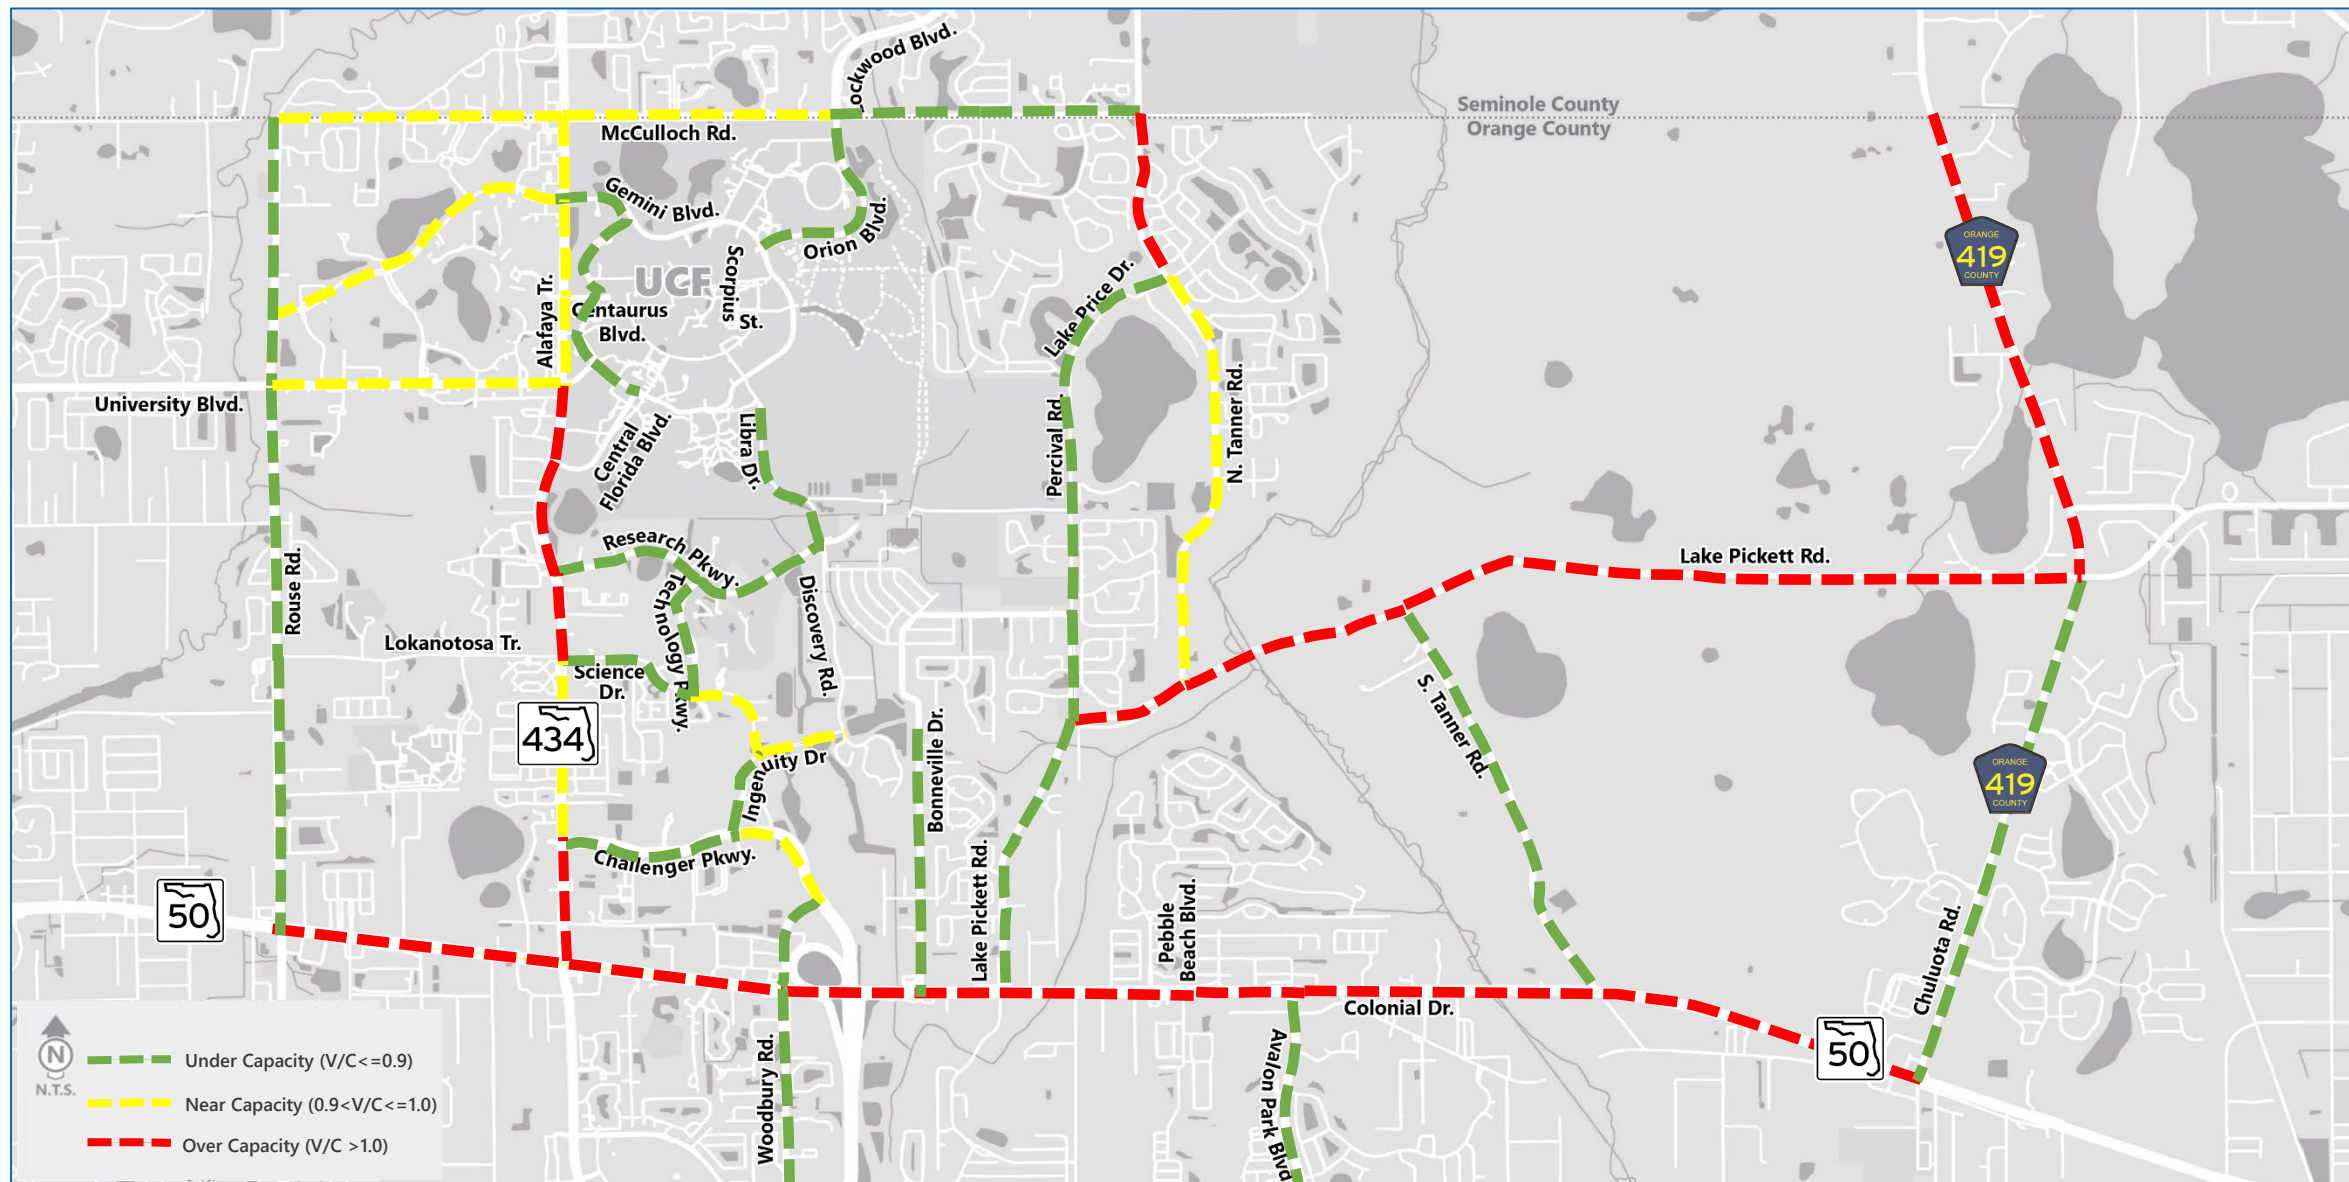 Lockwood Blvd.
Seminole County
Orange County
McCulloch Rd.
Gemini Blvd.
Orion Blvd.
Scorpius
St.
UCF
ORANGE
419
COUNTY
Lake Price Dr.
Alafaya Tr.
Centaurus
Blvd.
University Blvd.
Central
Florida Blvd.
Libra Dr.
Percival Rd.
N. Tanner Rd.
Rouse Rd.
Research Pkwy.
Technology Pkwy.
Discovery Rd.
Lake Pickett Rd.
Lokanotosa Tr.
Science
Dr.
434
S. Tanner Rd.
Ingenuity Dr
Bonneville Dr.
ORANGE
419
COUNTY
Challenger Pkwy.
Lake Pickett Rd.
Pebble
Beach Blvd.
50
Chuluota Rd.
Colonial Dr.
50
Woodbury Rd.
Avalon Park Blvd
N
N.T.S.
Under Capacity (V/C<=0.9)
Near Capacity (0.9<V/C<=1.0)
Over Capacity (V/C >1.0)